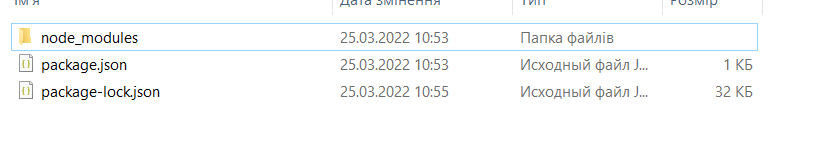 Ім'я Дата змінення Тип Розмір
node_modules 25.03.2022 10:53 Папка файлів
package.json 25.03.2022 10:53 Исходный файл J... 1 КБ
package-lock.json 25.03.2022 10:55 Исходный файл J... 32 КБ